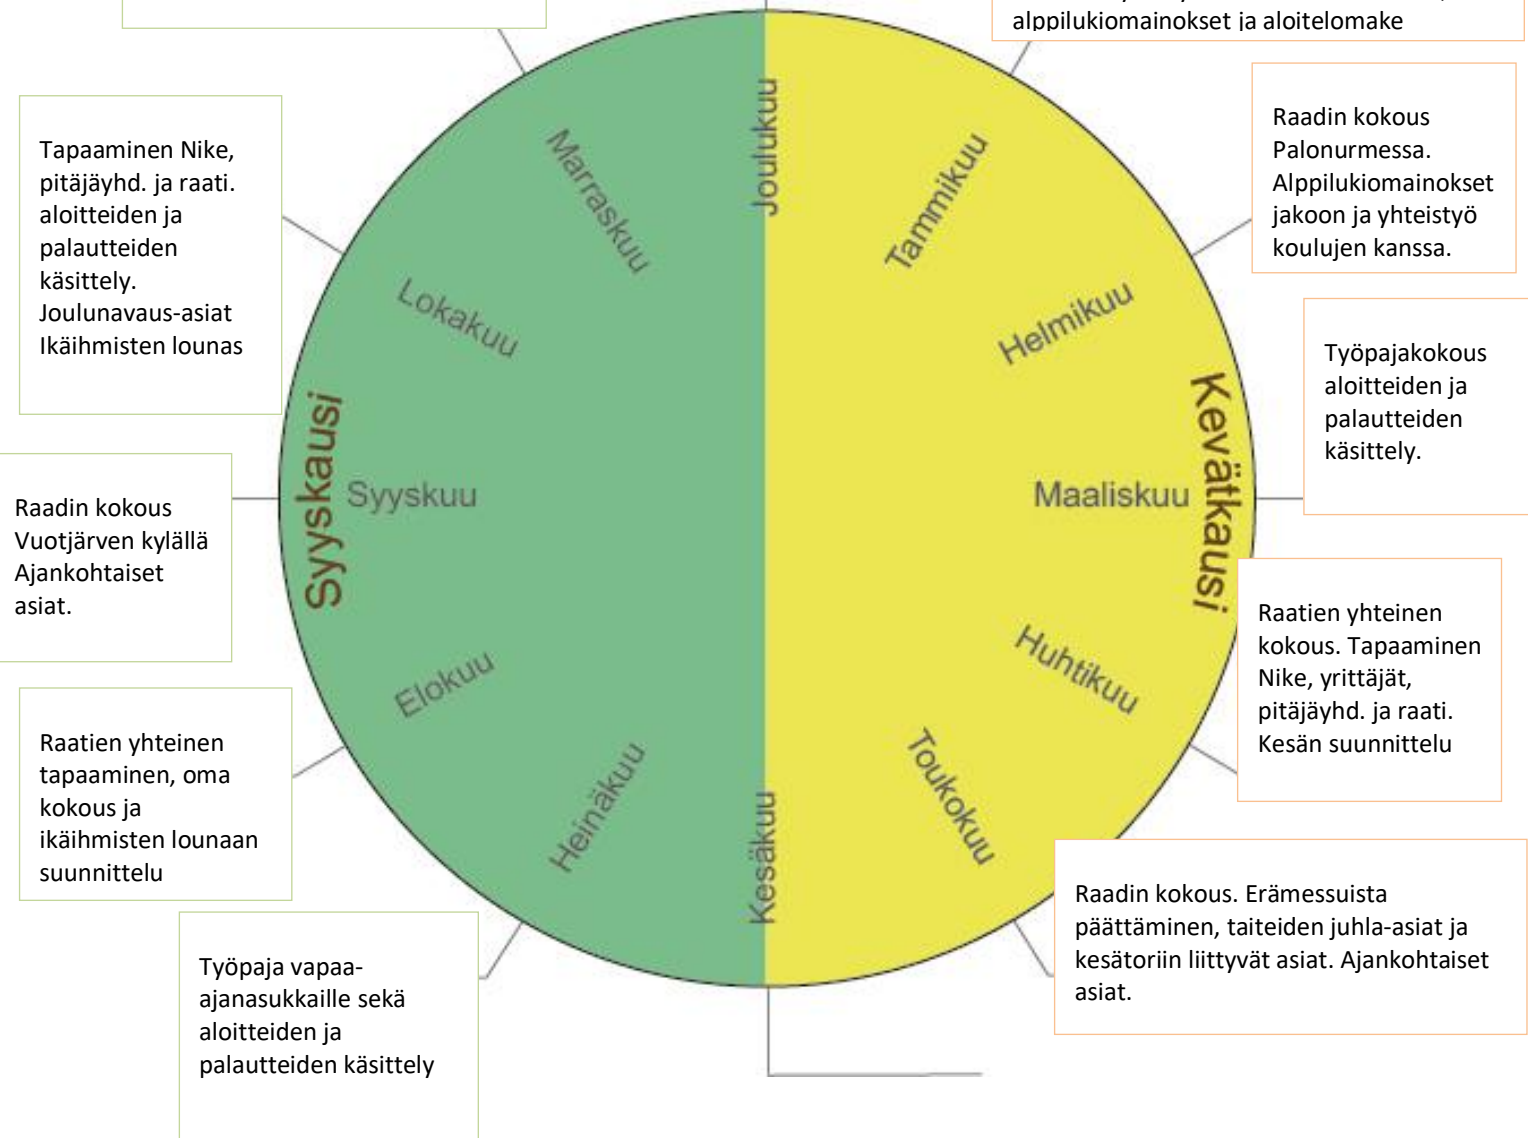 alppilukiomainokset ja aloitelomake
Raadin kokous
Palonurmessa.
Alppilukiomainokset
jakoon ja yhteistyö
koulujen kanssa.
Työpajakokous
aloitteiden ja
palautteiden
käsittely.
Raatien yhteinen
kokous. Tapaaminen
Nike, yrittäjät,
pitäjäyhd. ja raati.
Kesän suunnittelu
Raadin kokous. Erämessuista
päättäminen, taiteiden juhla-asiat ja
kesätoriin liittyvät asiat. Ajankohtaiset
asiat.
Työpaja vapaa-
ajanasukkaille sekä
aloitteiden ja
palautteiden käsittely
Raatien yhteinen
tapaaminen, oma
kokous ja
ikäihmisten lounaan
suunnittelu
Raadin kokous
Vuotjärven kylällä
Ajankohtaiset
asiat.
Tapaaminen Nike,
pitäjäyhd. ja raati.
aloitteiden ja
palautteiden
käsittely.
Joulunavaus-asiat
Ikäihmisten lounas
Joulukuu
Tammikuu
Helmikuu
Maaliskuu
Huhtikuu
Toukokuu
Kesäkuu
Heinäkuu
Elokuu
Syyskuu
Lokakuu
Marraskuu
Kevätkausi
Syyskausi